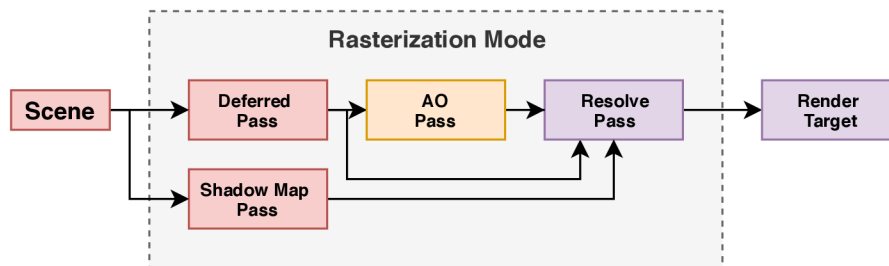 Rasterization Mode
Scene
Deferred
Pass
AO
Pass
Resolve
Pass
Render
Target
Shadow Map
Pass